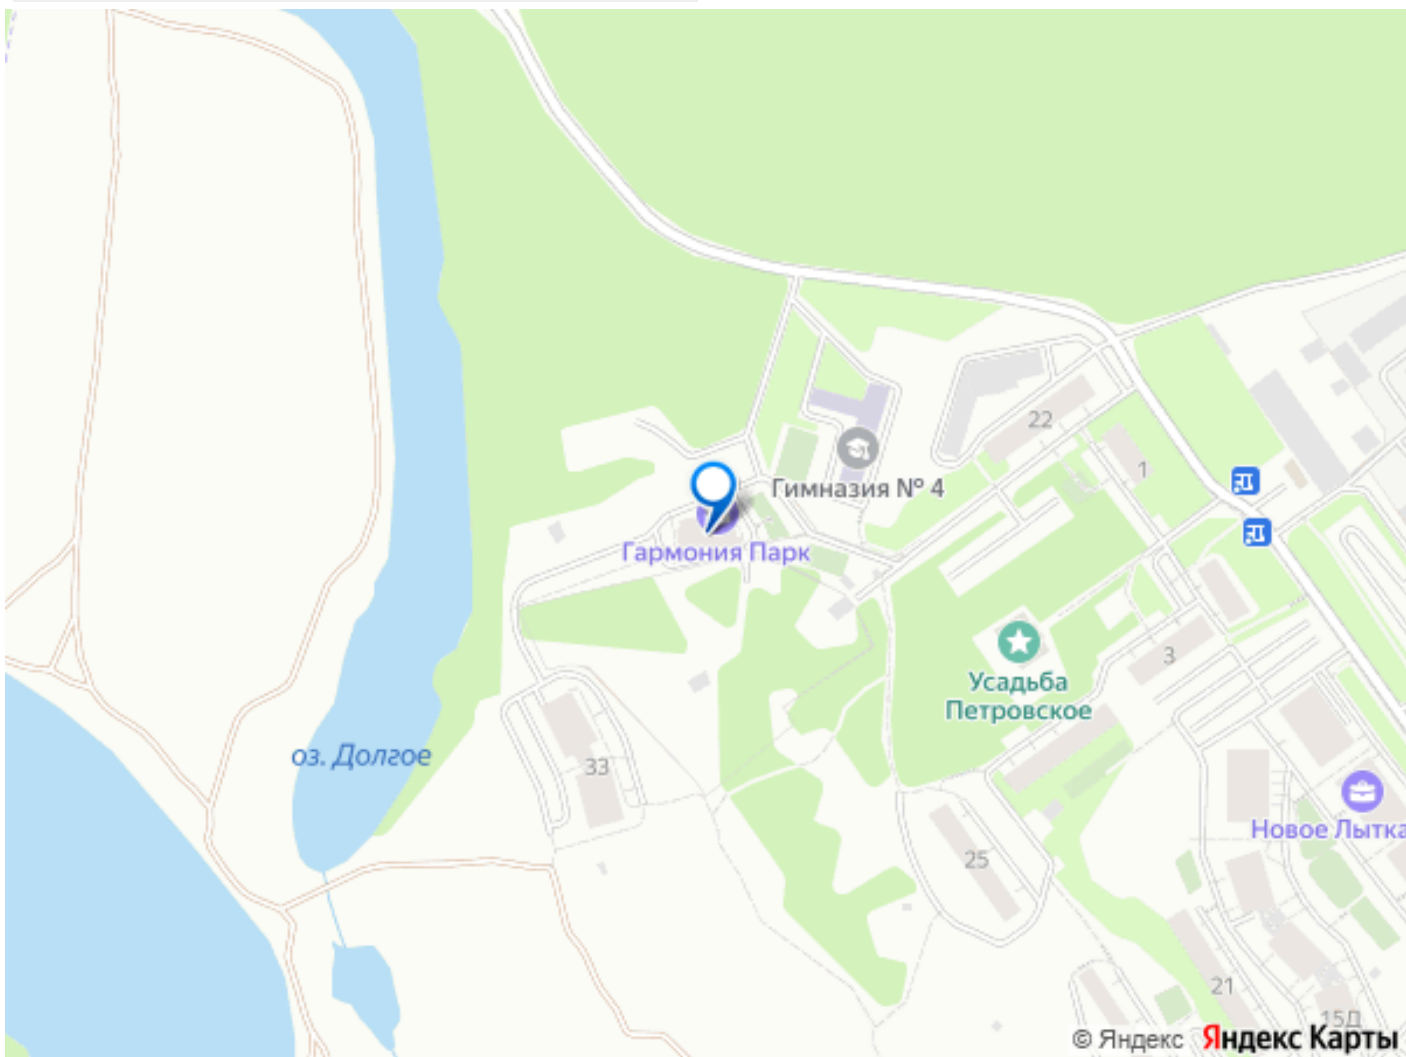 22
1
Гимназия № 4
Гармония Парк
3
Усадьба
Петровское
оз. Долгое
33
Новое Лытка
25
21
15Д
© Яндекс Яндекс Карты